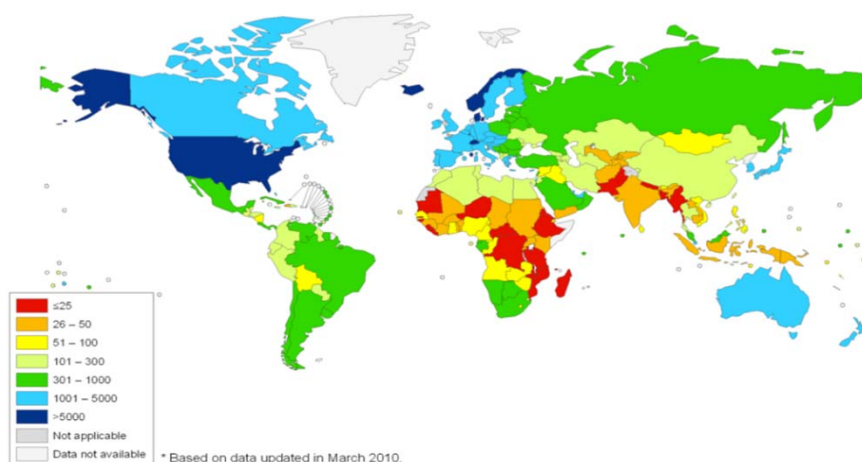 ≤25
26 – 50
51 – 100
101 – 300
301 – 1000
1001 – 5000
>5000
Not applicable
Data not available
* Based on data updated in March 2010.